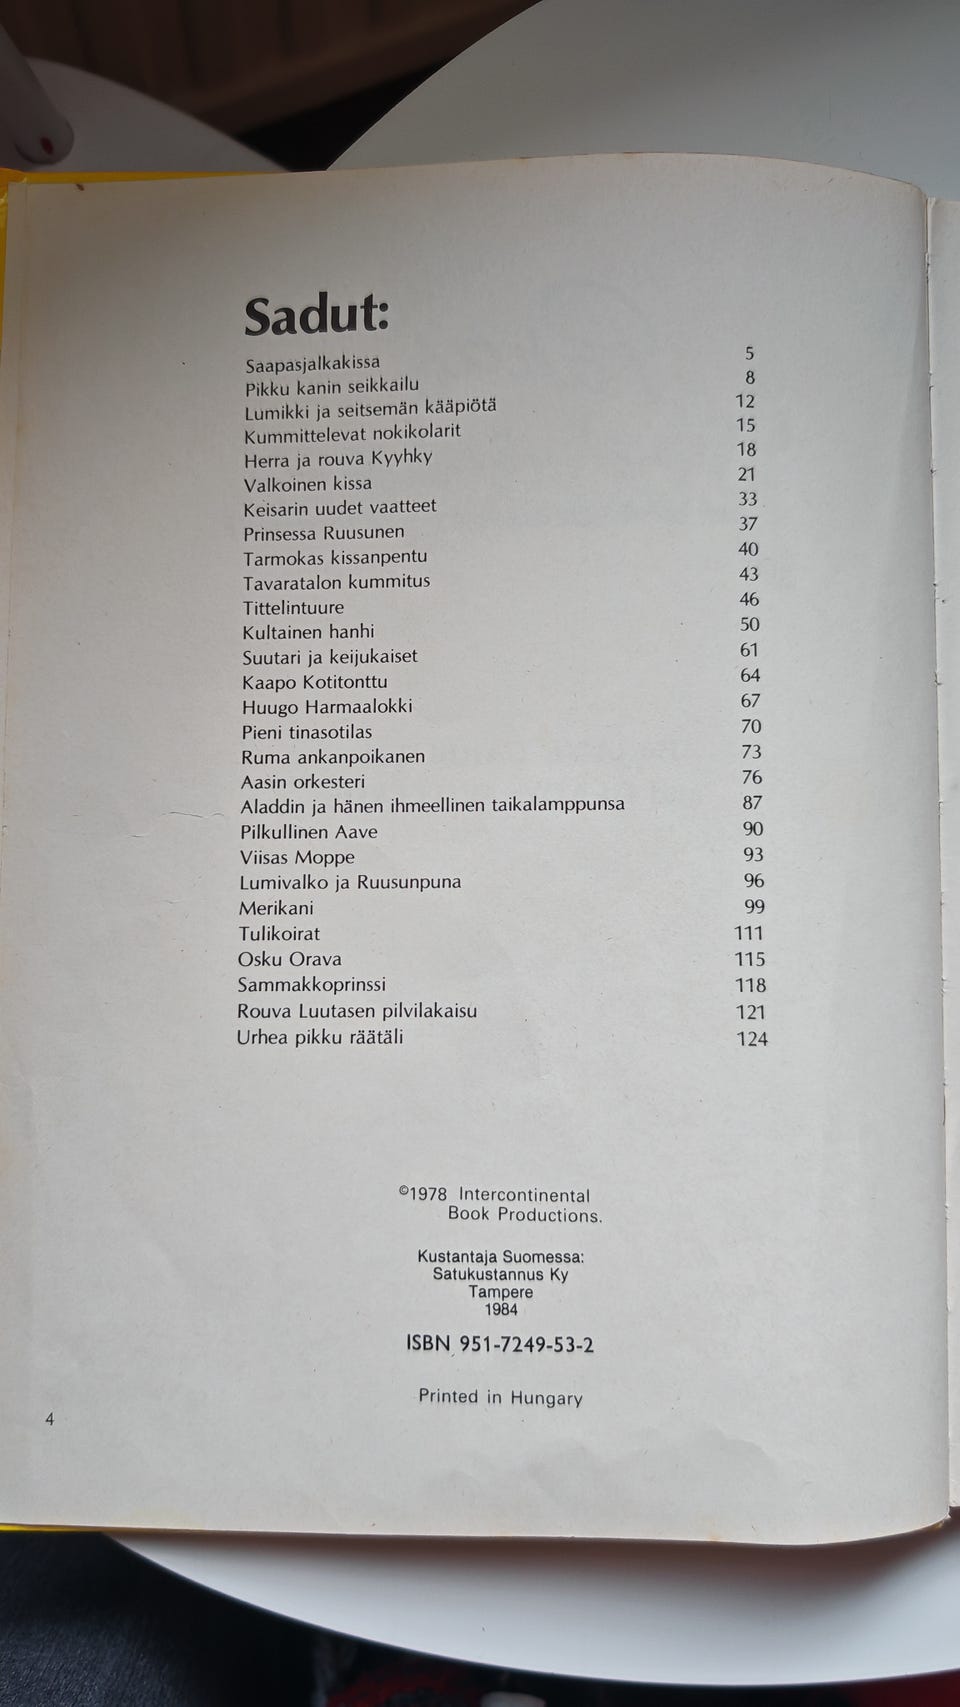 Sadut:
Saapasjalkakissa 5
Pikku kanin seikkailu 8
Lumikki ja seitsemän kääpiötä 12
Kummittelevat nokikolarit 15
Herra ja rouva Kyyhky 18
Valkoinen kissa 21
Keisarin uudet vaatteet 33
Prinsessa Ruusunen 37
Tarmokas kissanpentu 40
Tavaratalon kummitus 43
Tittelintuure 46
Kultainen hanhi 50
Suutari ja keijukaiset 61
Kaapo Kotitonttu 64
Huugo Harmaalokki 67
Pieni tinasotilas 70
Ruma ankanpoikanen 73
Aasin orkesteri 76
Aladdin ja hänen ihmeellinen taikalamppunsa 87
Pilkullinen Aave 90
Viisas Moppe 93
Lumivalko ja Ruusunpuna 96
Merikani 99
Tulikoirat 111
Osku Orava 115
Sammakkoprinssi 118
Rouva Luutasen pilvilakaisu 121
Urhea pikku räätäli 124
©1978 Intercontinental
Book Productions.
Kustantaja Suomessa:
Satukustannus Ky
Tampere
1984
ISBN 951-7249-53-2
Printed in Hungary
4